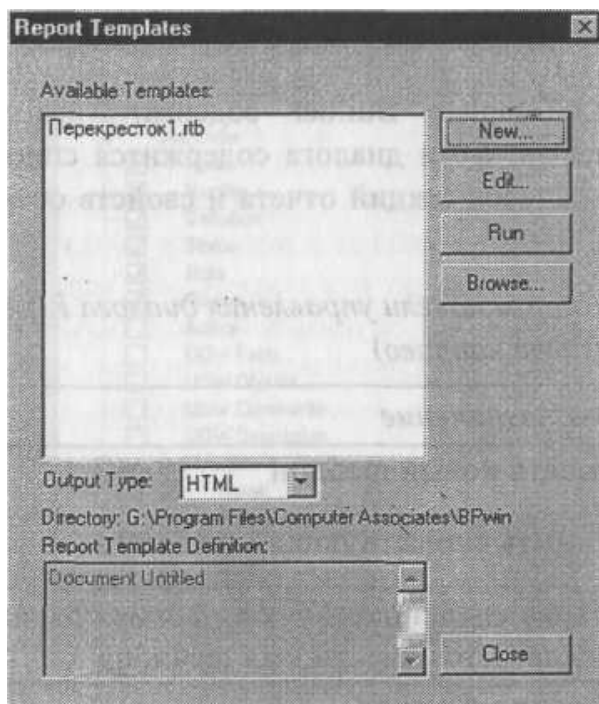 Report Templates
Available Templates:
Перекресток1.rtb
New...
Edit...
Run
Browse...
Output Type: HTML
Directory: G:\Program Files\Computer Associates\BPwin
Report Template Definition:
Document Untitled
Close